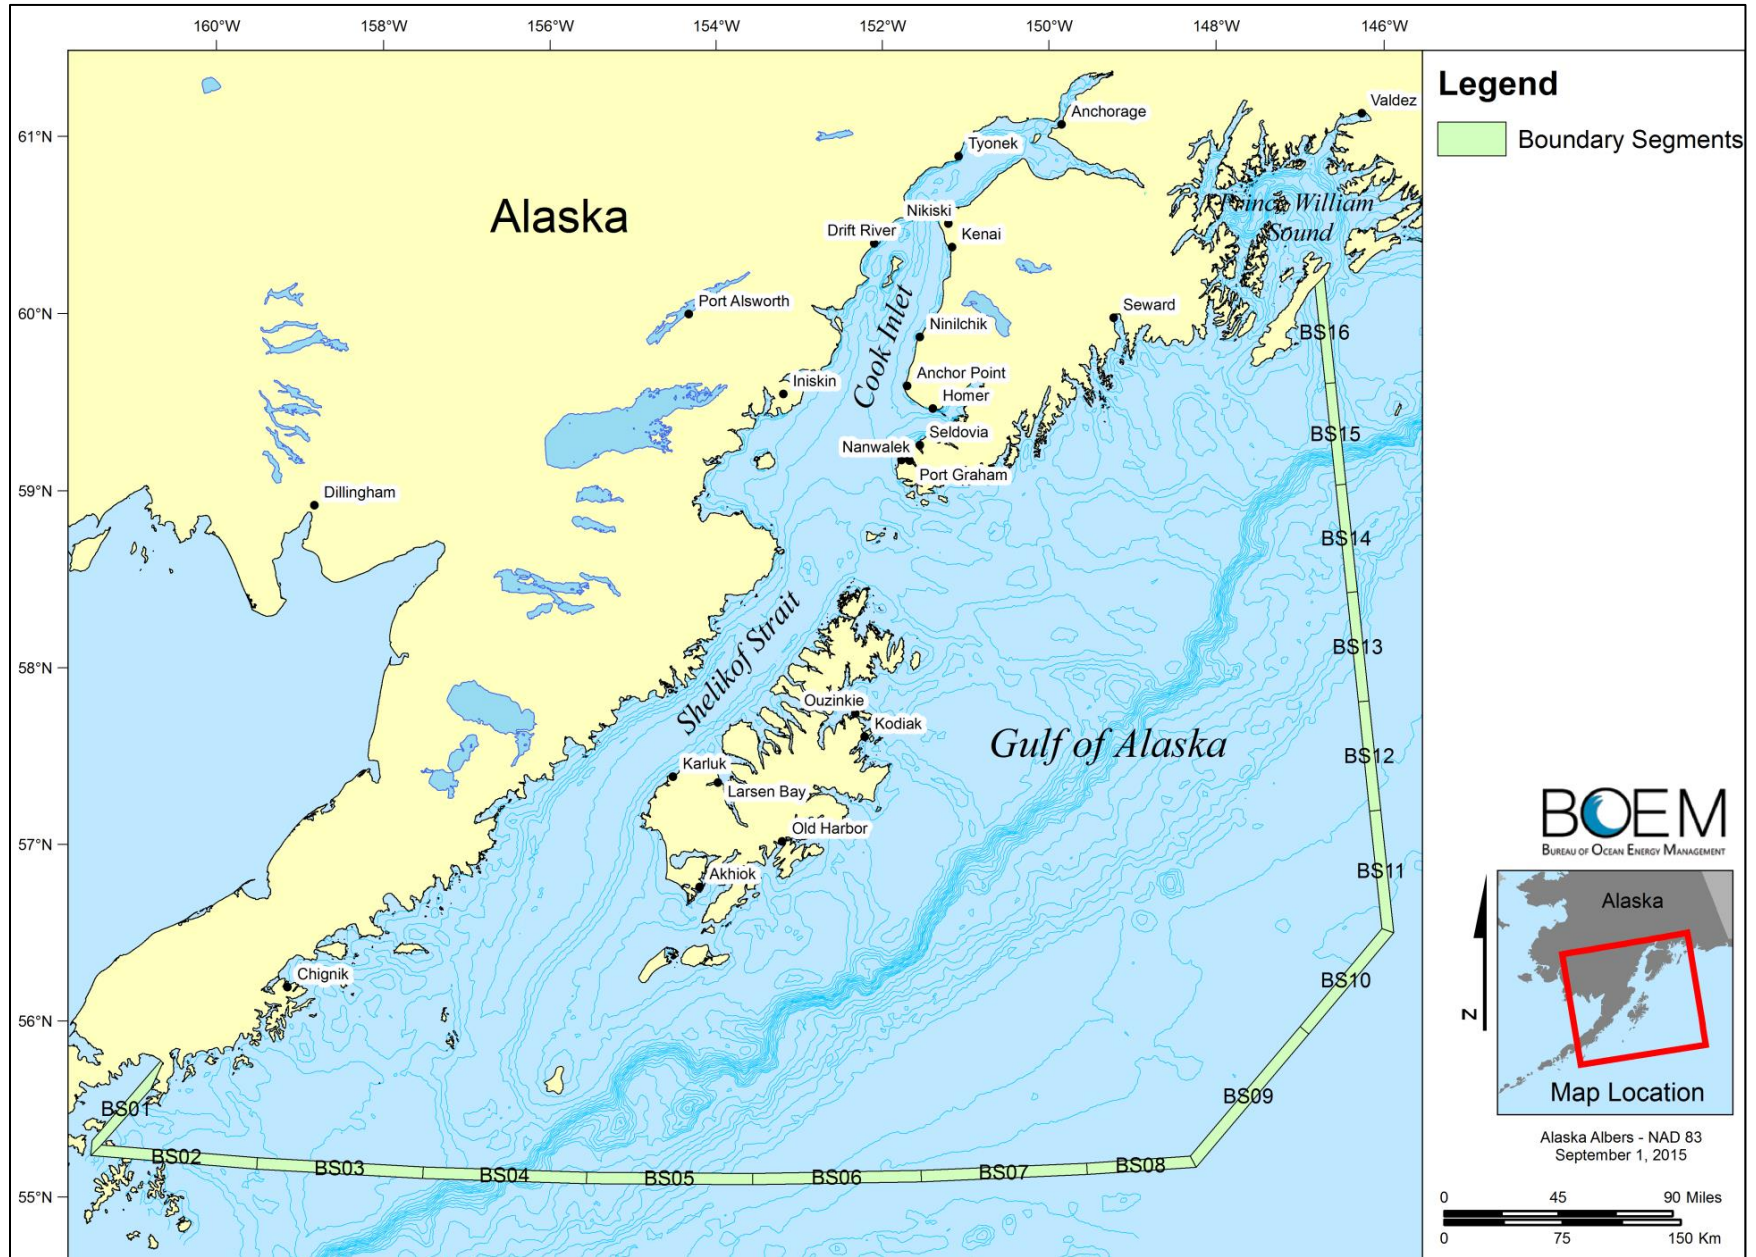 160°W 158°W 156°W 154°W 152°W 150°W 148°W 146°W
Legend
Boundary Segments
61°N
60°N
59°N
58°N
57°N
56°N
55°N
Valdez
Anchorage
Tyonek
Alaska
Prince William
Sound
Nikiski
Drift River
Kenai
Port Alsworth
Seward
Cook Inlet
Ninilchik
BS16
Iniskin
Anchor Point
Homer
Seldovia
BS15
Nanwalek
Port Graham
Dillingham
BS14
Shelikof Strait
BS13
Ouzinkie
Kodiak
Gulf of Alaska
BS12
Karluk
Larsen Bay
Old Harbor
BS11
Akhiok
Chignik
BS10
BS09
BS01
BS02
BS03
BS04
BS05
BS06
BS07
BS08
BOEM
BUREAU OF OCEAN ENERGY MANAGEMENT
Alaska
N
Map Location
Alaska Albers - NAD 83
September 1, 2015
0 45 90 Miles
0 75 150 Km